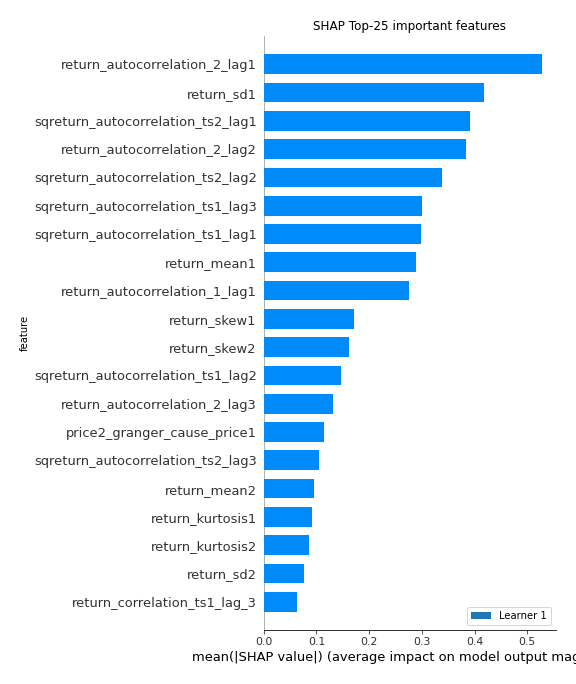 SHAP Top-25 important features
return_autocorrelation_2_lag1
return_sd1
sqreturn_autocorrelation_ts2_lag1
return_autocorrelation_2_lag2
sqreturn_autocorrelation_ts2_lag2
sqreturn_autocorrelation_ts1_lag3
sqreturn_autocorrelation_ts1_lag1
return_mean1
return_autocorrelation_1_lag1
return_skew1
return_skew2
sqreturn_autocorrelation_ts1_lag2
return_autocorrelation_2_lag3
price2_granger_cause_price1
sqreturn_autocorrelation_ts2_lag3
return_mean2
return_kurtosis1
return_kurtosis2
return_sd2
return_correlation_ts1_lag_3
feature
Learner 1
0.0 0.1 0.2 0.3 0.4 0.5
mean(|SHAP value|) (average impact on model output mag